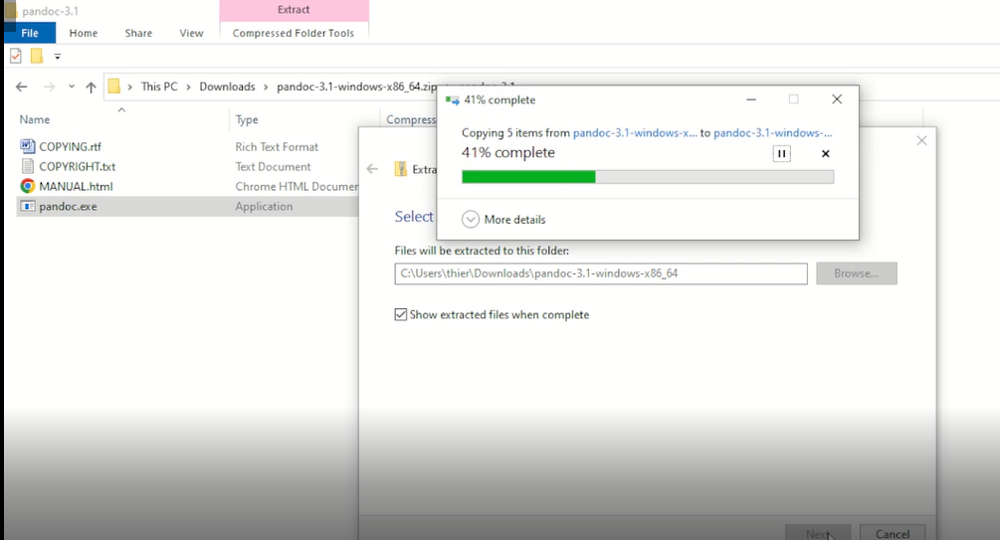 pandoc-3.1
Extract
File Home Share View Compressed Folder Tools
This PC > Downloads > pandoc-3.1-windows-x86_64.zip > pandoc-3.1
41% complete
Name Type Compress
Copying 5 items from pandoc-3.1-windows-x... to pandoc-3.1-windows-...
41% complete
COPYING.rtf Rich Text Format
COPYRIGHT.txt Text Document
MANUAL.html Chrome HTML Documen
pandoc.exe Application
Extra
Select
More details
Files will be extracted to this folder:
C:\Users\thier\Downloads\pandoc-3.1-windows-x86_64
Browse...
Show extracted files when complete
Next Cancel